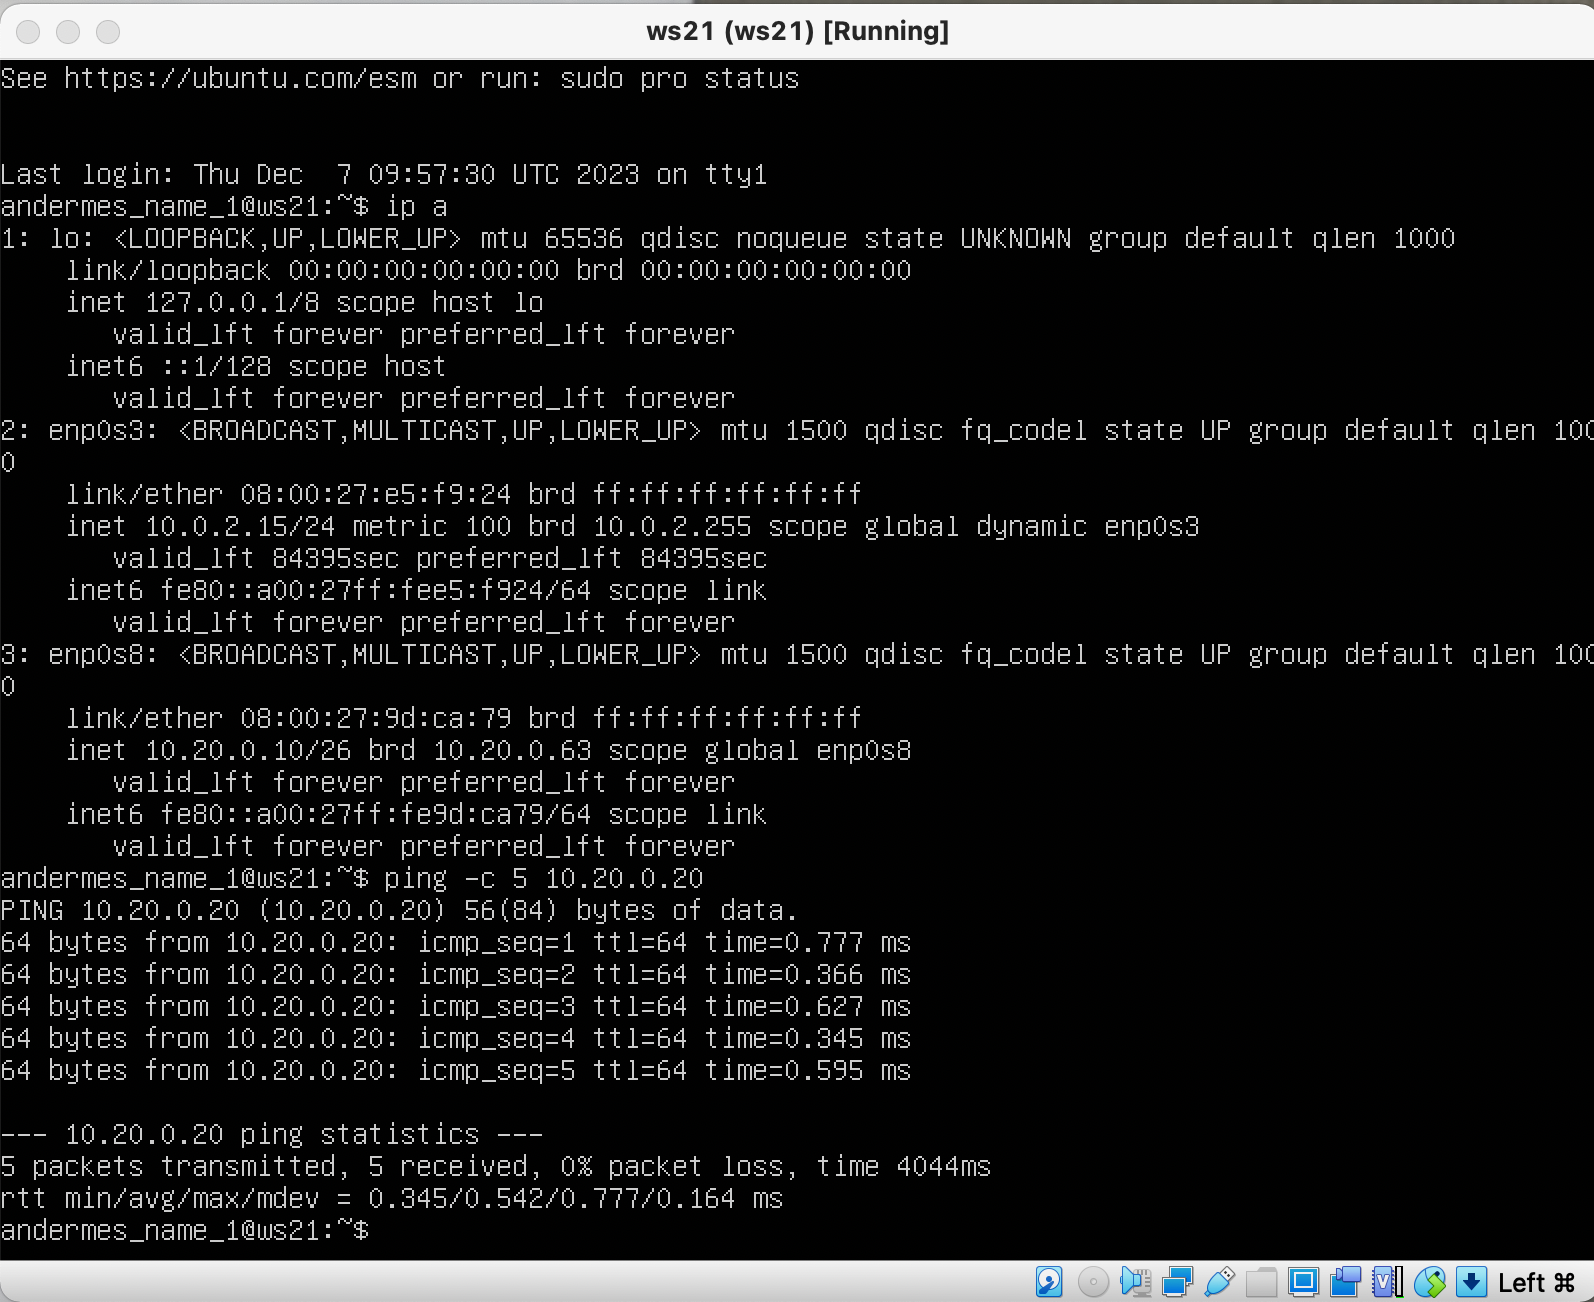 ws21 (ws21) [Running]
See https://ubuntu.com/esm or run: sudo pro status
Last login: Thu Dec  7 09:57:30 UTC 2023 on tty1
andermes_name_1@ws21:~$ ip a
1: lo: <LOOPBACK,UP,LOWER_UP> mtu 65536 qdisc noqueue state UNKNOWN group default qlen 1000
    link/loopback 00:00:00:00:00:00 brd 00:00:00:00:00:00
    inet 127.0.0.1/8 scope host lo
       valid_lft forever preferred_lft forever
    inet6 ::1/128 scope host
       valid_lft forever preferred_lft forever
2: enp0s3: <BROADCAST,MULTICAST,UP,LOWER_UP> mtu 1500 qdisc fq_codel state UP group default qlen 100
0
    link/ether 08:00:27:e5:f9:24 brd ff:ff:ff:ff:ff:ff
    inet 10.0.2.15/24 metric 100 brd 10.0.2.255 scope global dynamic enp0s3
       valid_lft 84395sec preferred_lft 84395sec
    inet6 fe80::a00:27ff:fee5:f924/64 scope link
       valid_lft forever preferred_lft forever
3: enp0s8: <BROADCAST,MULTICAST,UP,LOWER_UP> mtu 1500 qdisc fq_codel state UP group default qlen 100
0
    link/ether 08:00:27:9d:ca:79 brd ff:ff:ff:ff:ff:ff
    inet 10.20.0.10/26 brd 10.20.0.63 scope global enp0s8
       valid_lft forever preferred_lft forever
    inet6 fe80::a00:27ff:fe9d:ca79/64 scope link
       valid_lft forever preferred_lft forever
andermes_name_1@ws21:~$ ping -c 5 10.20.0.20
PING 10.20.0.20 (10.20.0.20) 56(84) bytes of data.
64 bytes from 10.20.0.20: icmp_seq=1 ttl=64 time=0.777 ms
64 bytes from 10.20.0.20: icmp_seq=2 ttl=64 time=0.366 ms
64 bytes from 10.20.0.20: icmp_seq=3 ttl=64 time=0.627 ms
64 bytes from 10.20.0.20: icmp_seq=4 ttl=64 time=0.345 ms
64 bytes from 10.20.0.20: icmp_seq=5 ttl=64 time=0.595 ms
--- 10.20.0.20 ping statistics ---
5 packets transmitted, 5 received, 0% packet loss, time 4044ms
rtt min/avg/max/mdev = 0.345/0.542/0.777/0.164 ms
andermes_name_1@ws21:~$
Left ⌘